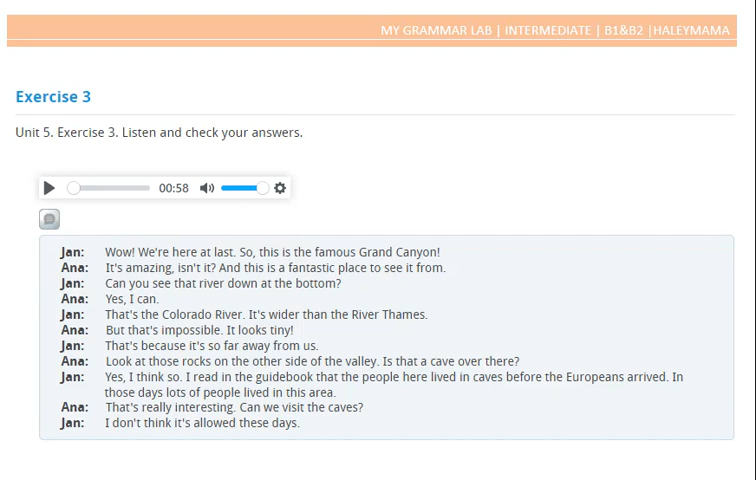 MY GRAMMAR LAB | INTERMEDIATE | B1&B2 |HALEYMAMA
Exercise 3
Unit 5. Exercise 3. Listen and check your answers.
00:58
Jan: Wow! We're here at last. So, this is the famous Grand Canyon!
Ana: It's amazing, isn't it? And this is a fantastic place to see it from.
Jan: Can you see that river down at the bottom?
Ana: Yes, I can.
Jan: That's the Colorado River. It's wider than the River Thames.
Ana: But that's impossible. It looks tiny!
Jan: That's because it's so far away from us.
Ana: Look at those rocks on the other side of the valley. Is that a cave over there?
Jan: Yes, I think so. I read in the guidebook that the people here lived in caves before the Europeans arrived. In
those days lots of people lived in this area.
Ana: That's really interesting. Can we visit the caves?
Jan: I don't think it's allowed these days.